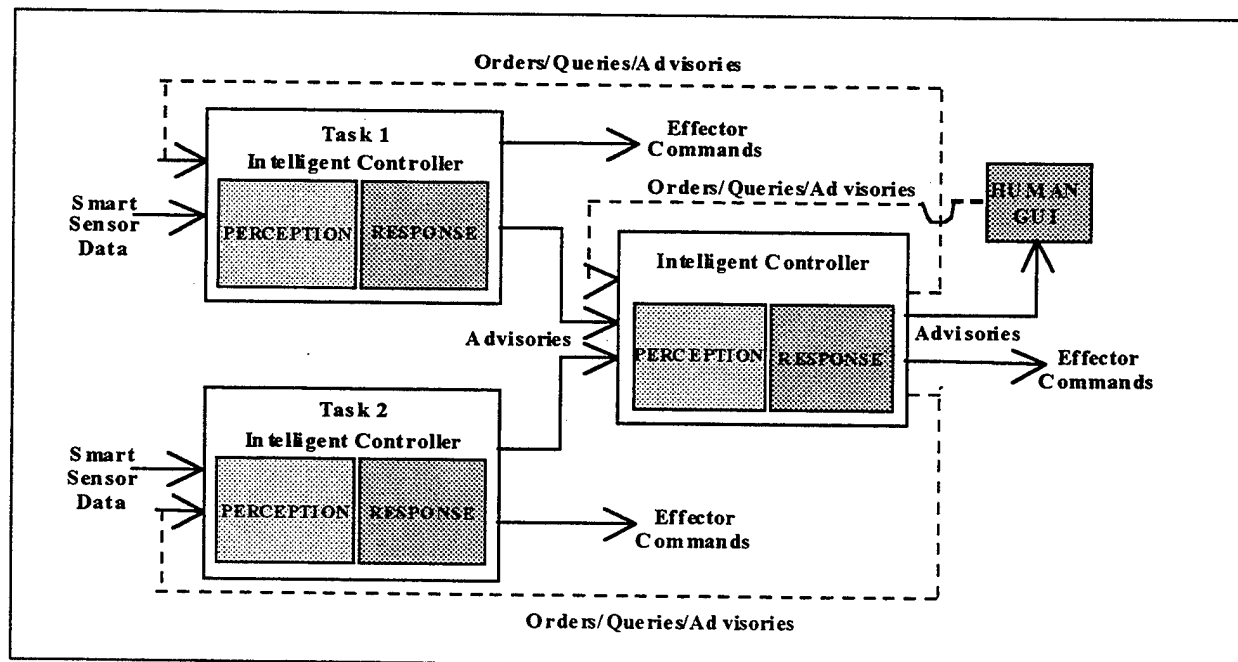 Orders/Queries/Advisories
Task 1
Intelligent Controller
PERCEPTION
RESPONSE
Effector
Commands
Smart
Sensor
Data
Orders/Queries/Advisories
HUMAN
GUI
Intelligent Controller
PERCEPTION
RESPONSE
Advisories
Advisories
Effector
Commands
Task 2
Intelligent Controller
PERCEPTION
RESPONSE
Smart
Sensor
Data
Effector
Commands
Orders/Queries/Advisories